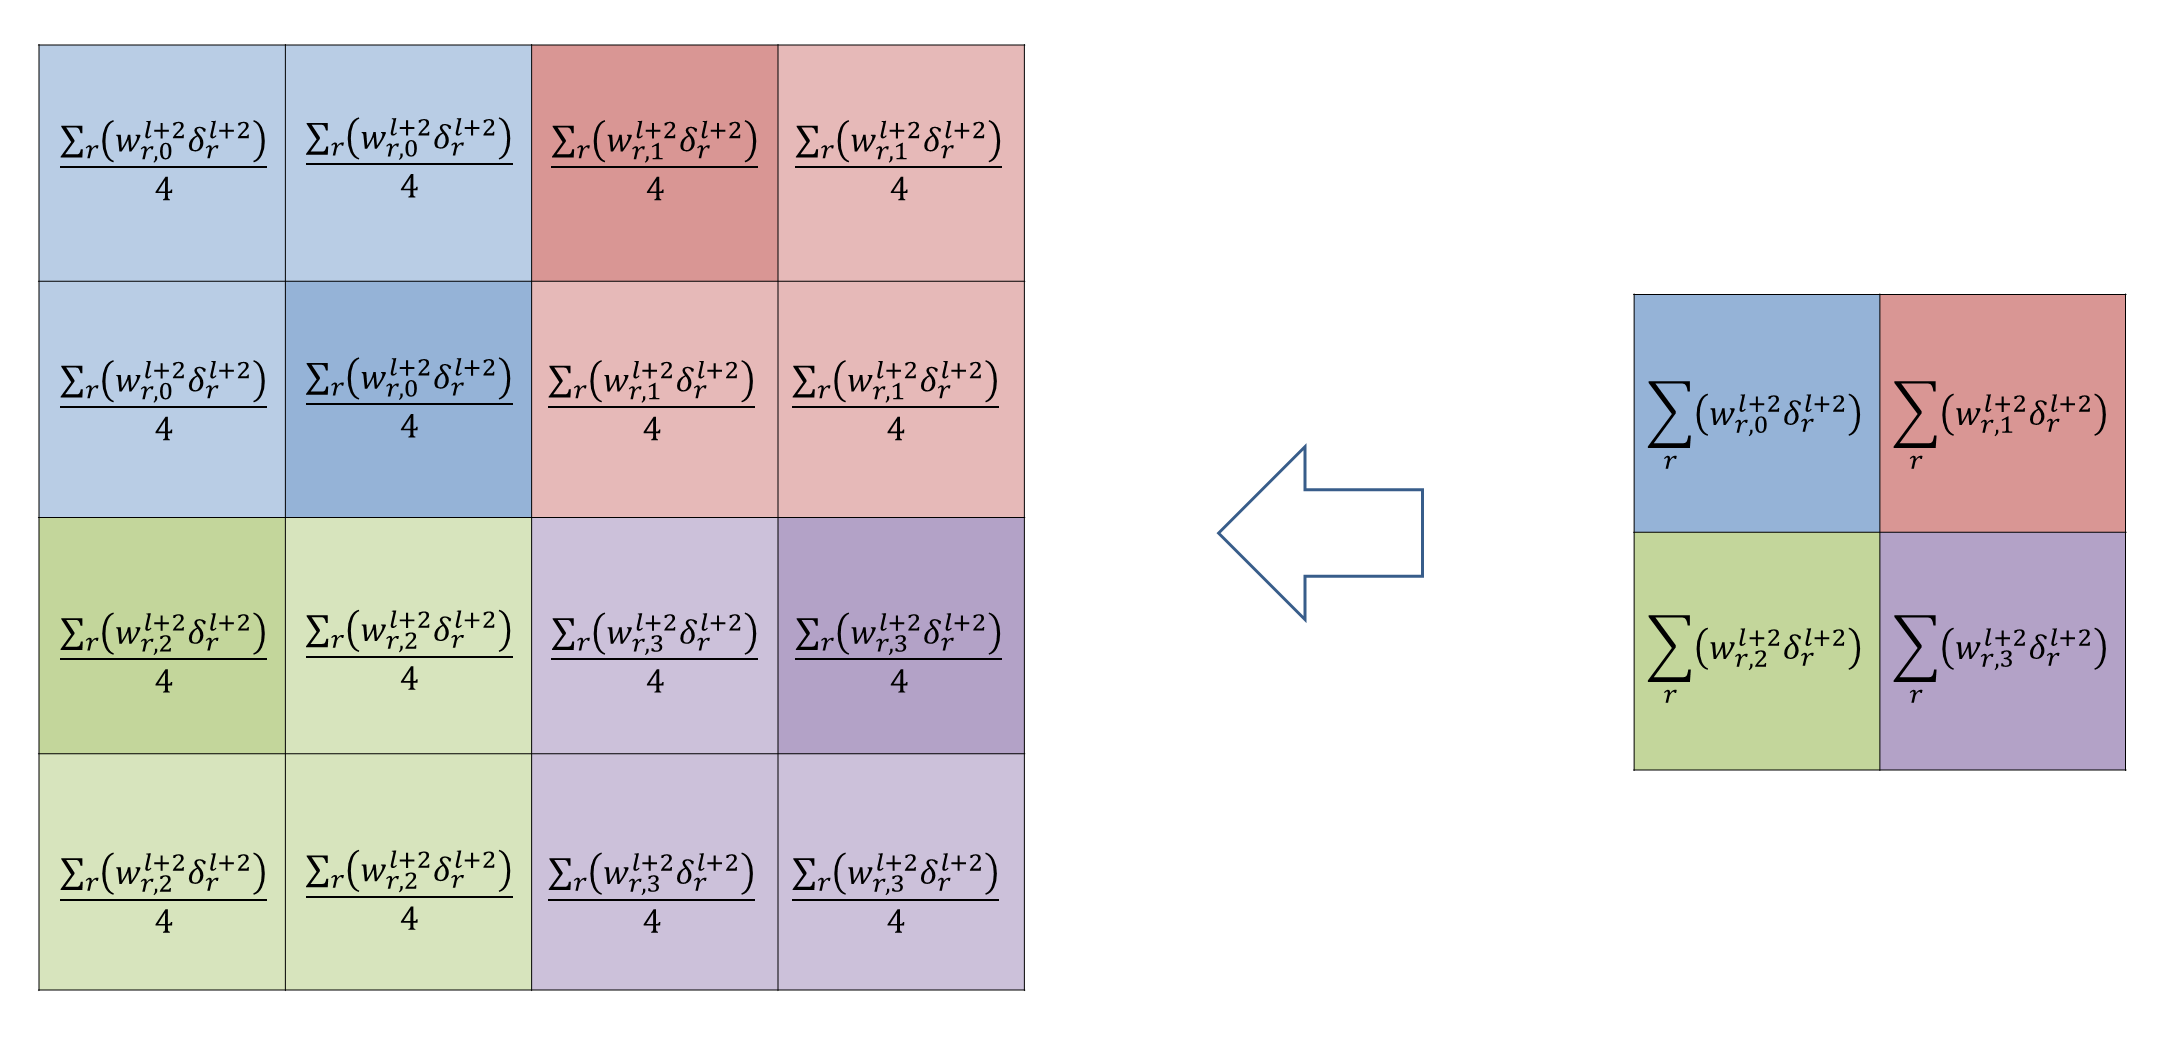 $\frac{\sum_r(w_{r,0}^{l+2}\delta_r^{l+2})}{4}$ $\frac{\sum_r(w_{r,0}^{l+2}\delta_r^{l+2})}{4}$ $\frac{\sum_r(w_{r,1}^{l+2}\delta_r^{l+2})}{4}$ $\frac{\sum_r(w_{r,1}^{l+2}\delta_r^{l+2})}{4}$
$\frac{\sum_r(w_{r,0}^{l+2}\delta_r^{l+2})}{4}$ $\frac{\sum_r(w_{r,0}^{l+2}\delta_r^{l+2})}{4}$ $\frac{\sum_r(w_{r,1}^{l+2}\delta_r^{l+2})}{4}$ $\frac{\sum_r(w_{r,1}^{l+2}\delta_r^{l+2})}{4}$
$\frac{\sum_r(w_{r,2}^{l+2}\delta_r^{l+2})}{4}$ $\frac{\sum_r(w_{r,2}^{l+2}\delta_r^{l+2})}{4}$ $\frac{\sum_r(w_{r,3}^{l+2}\delta_r^{l+2})}{4}$ $\frac{\sum_r(w_{r,3}^{l+2}\delta_r^{l+2})}{4}$
$\frac{\sum_r(w_{r,2}^{l+2}\delta_r^{l+2})}{4}$ $\frac{\sum_r(w_{r,2}^{l+2}\delta_r^{l+2})}{4}$ $\frac{\sum_r(w_{r,3}^{l+2}\delta_r^{l+2})}{4}$ $\frac{\sum_r(w_{r,3}^{l+2}\delta_r^{l+2})}{4}$
$\sum_r(w_{r,0}^{l+2}\delta_r^{l+2})$ $\sum_r(w_{r,1}^{l+2}\delta_r^{l+2})$
$\sum_r(w_{r,2}^{l+2}\delta_r^{l+2})$ $\sum_r(w_{r,3}^{l+2}\delta_r^{l+2})$